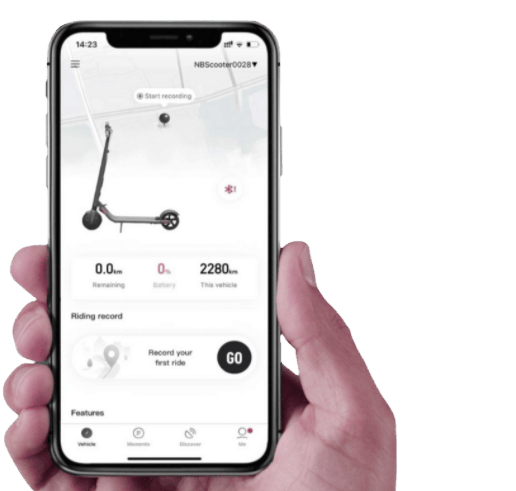 14:23
NBScooter0028▼
Start recording
0.0km
0%
2280km
Remaining
Battery
This vehicle
Riding record
Record your
first ride
GO
Features
Vehicle
Moments
Discover
Me